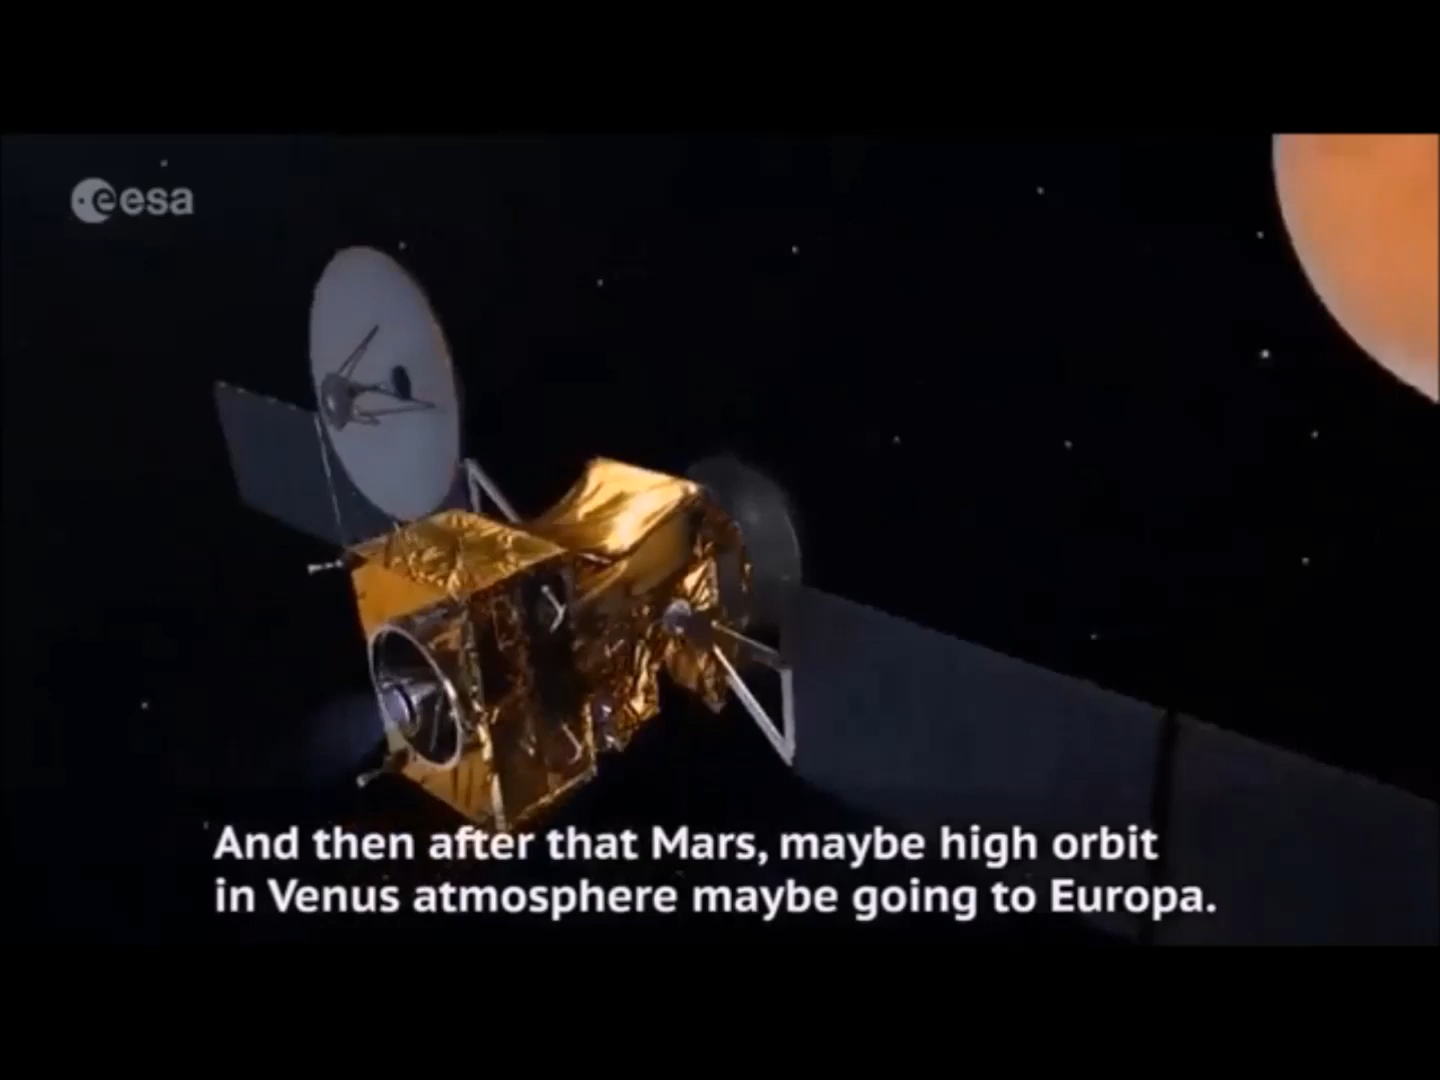 esa
And then after that Mars, maybe high orbit
in Venus atmosphere maybe going to Europa.